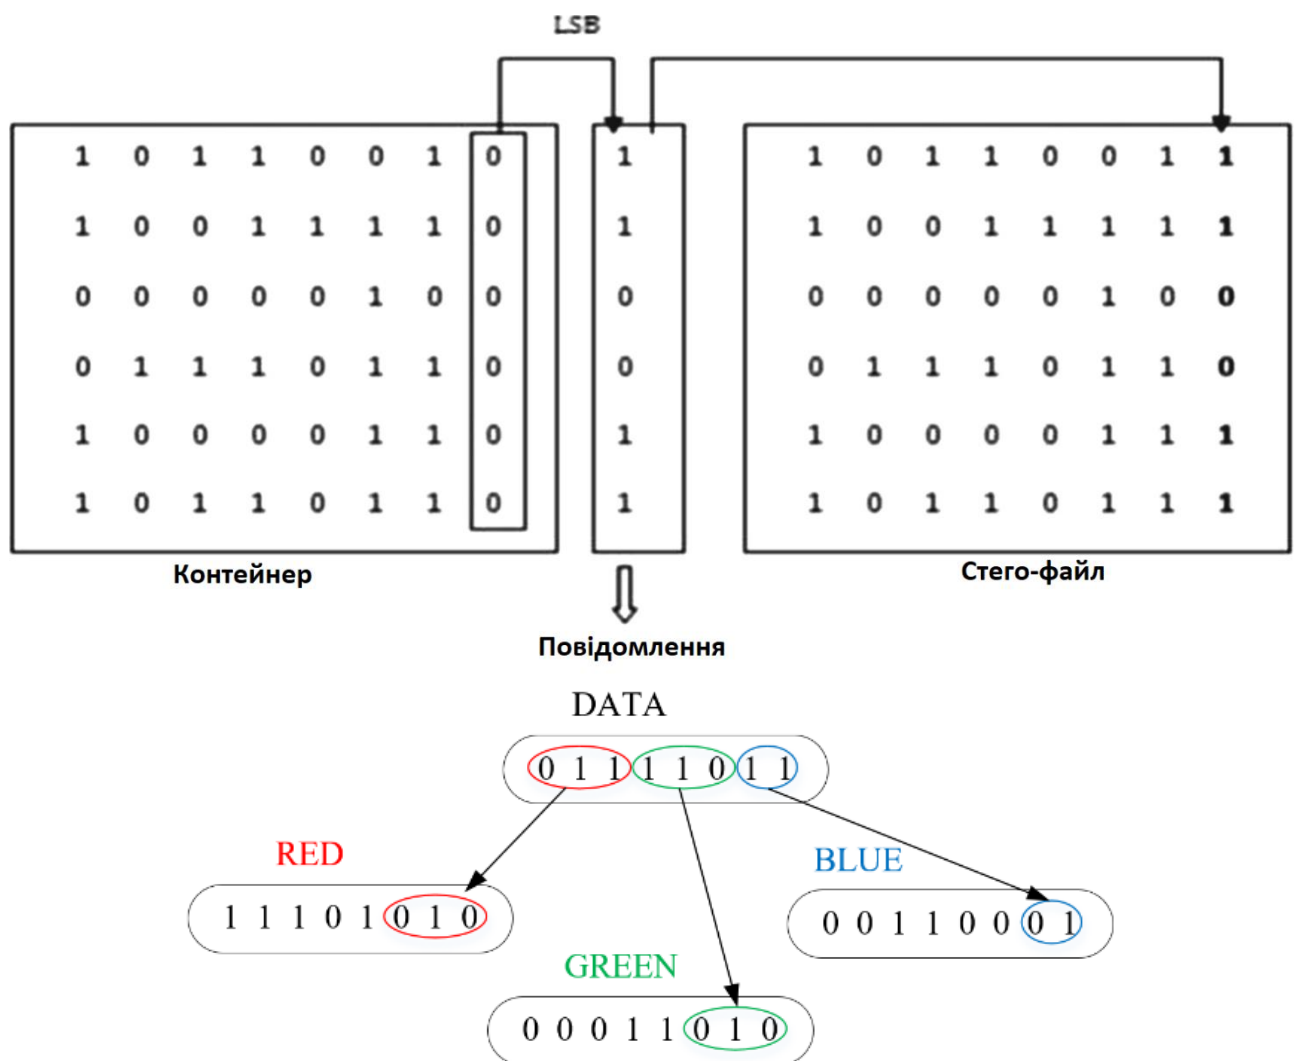 LSB
1 0 1 1 0 0 1 0 1 1 0 1 1 0 0 1 1
1 0 0 1 1 1 1 0 1 1 0 0 1 1 1 1 1
0 0 0 0 0 1 0 0 0 0 0 0 0 0 1 0 0
0 1 1 1 0 1 1 0 0 0 1 1 1 0 1 1 0
1 0 0 0 0 1 1 0 1 1 0 0 0 0 1 1 1
1 0 1 1 0 1 1 0 1 1 0 1 1 0 1 1 1
Контейнер
Стего-файл
Повідомлення
DATA
0 1 1 1 1 0 1 1
RED
BLUE
1 1 1 0 1 0 1 0
0 0 1 1 0 0 0 1
GREEN
0 0 0 1 1 0 1 0